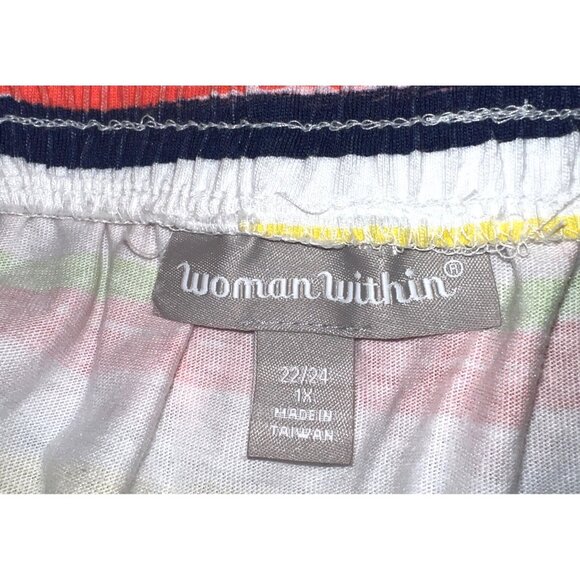 woman within®
22/24
1X
MADE IN
TAIWAN